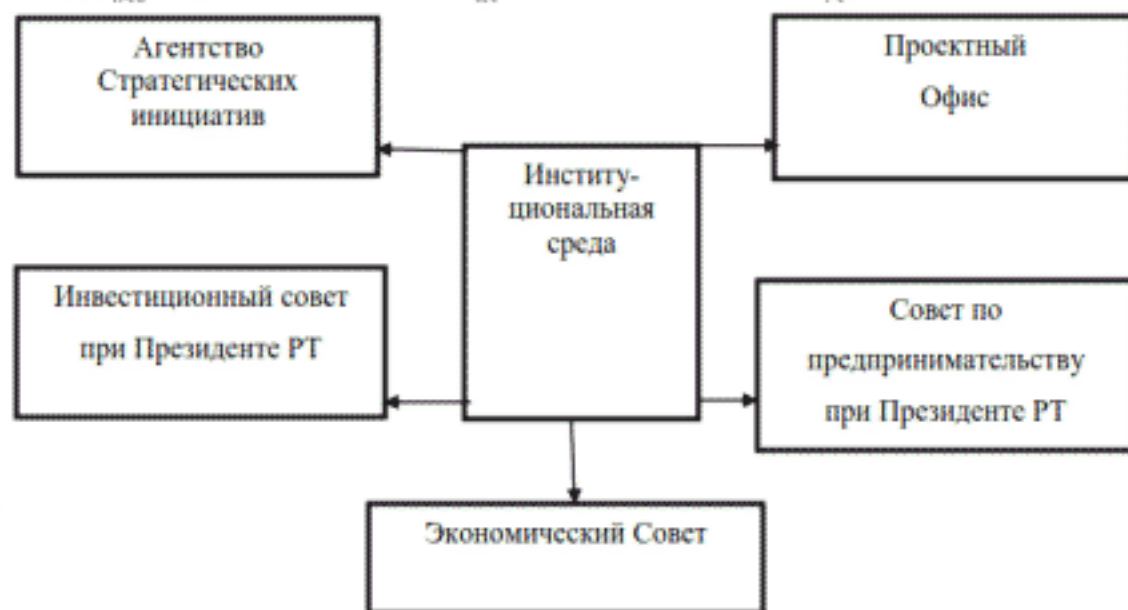 Агентство
Стратегических
инициатив
Проектный
Офис
Институ-
циональная
среда
Инвестиционный совет
при Президенте РТ
Совет по
предпринимательству
при Президенте РТ
Экономический Совет